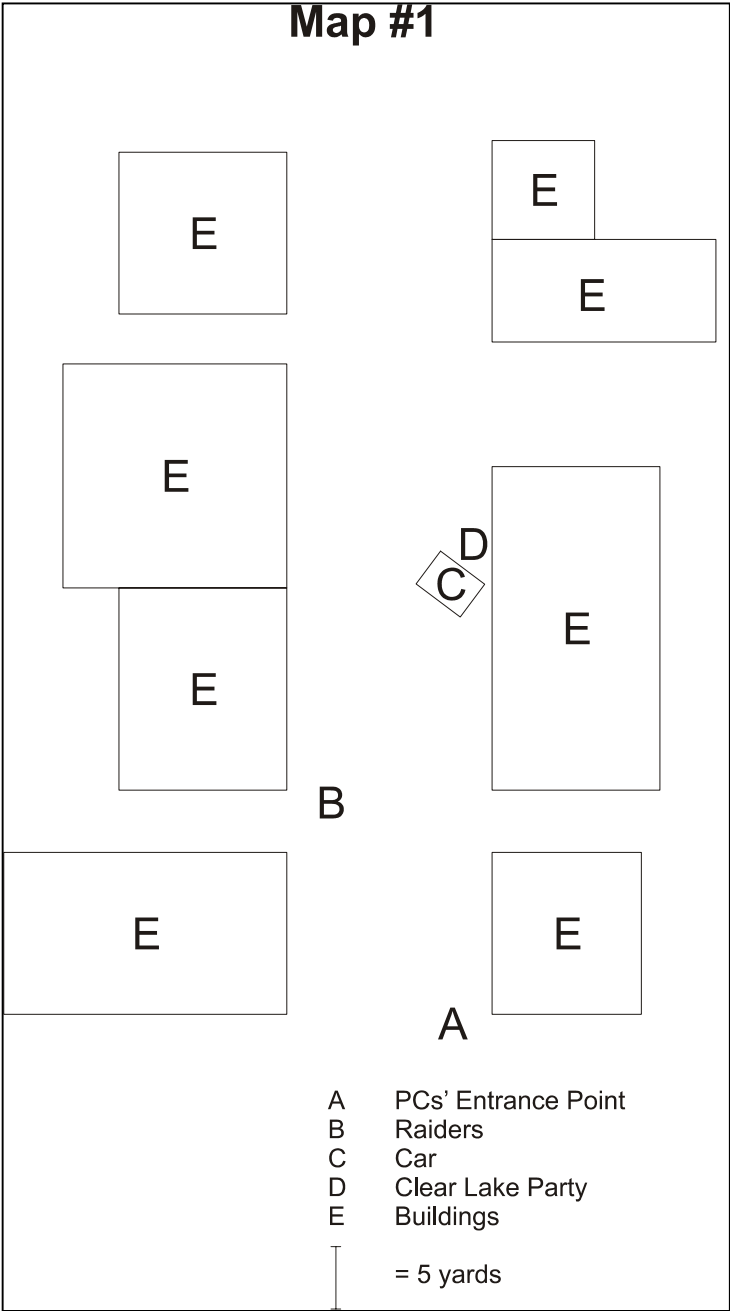 Map #1
E
E
E
E
D
C
E
E
B
E
E
A
A PCs’ Entrance Point
B Raiders
C Car
D Clear Lake Party
E Buildings
= 5 yards